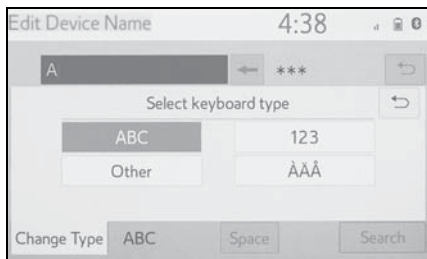 Edit Device Name 4:38
A ***
Select keyboard type
ABC 123
Other ÀÄÂ
Change Type ABC Space Search